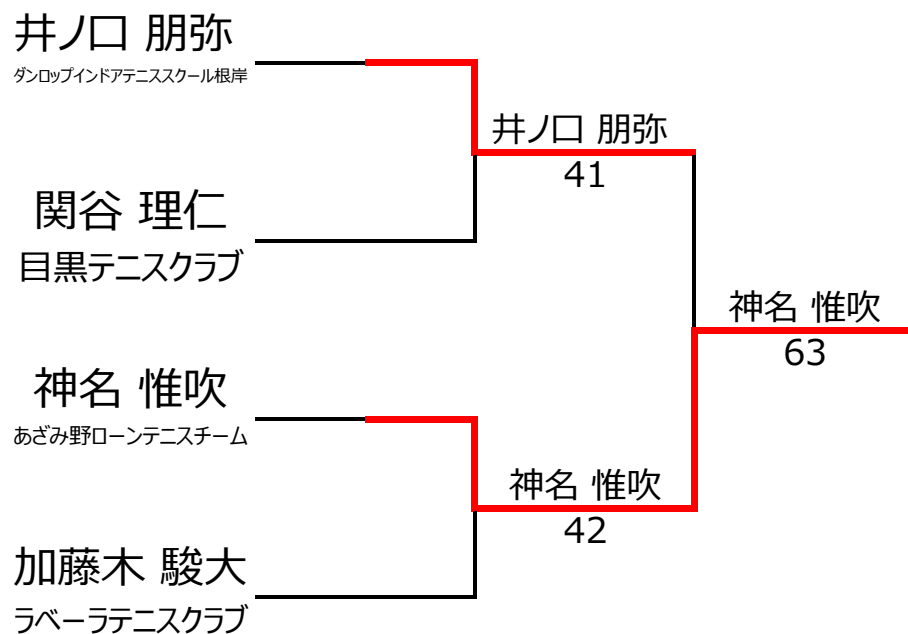 井ノ口 朋弥
ダンロップインドアテニススクール根岸
井ノ口 朋弥
41
関谷 理仁
目黒テニスクラブ
神名 惟吹
63
神名 惟吹
あざみ野ローンテニスチーム
神名 惟吹
42
加藤木 駿大
ラベーラテニスクラブ